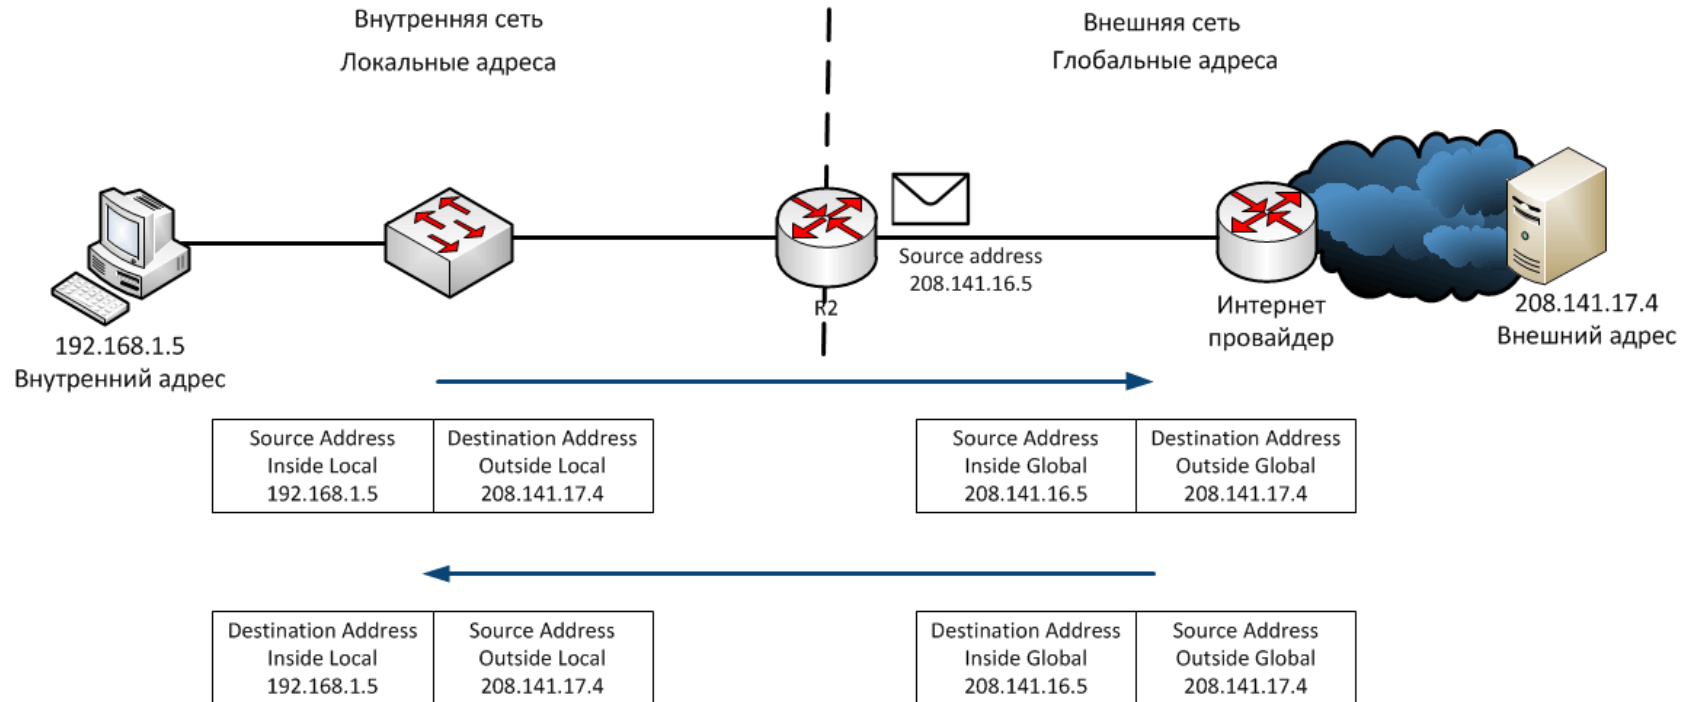 Внутренняя сеть
Локальные адреса
Внешняя сеть
Глобальные адреса
Source address
208.141.16.5
R2
192.168.1.5
Внутренний адрес
Интернет
провайдер
208.141.17.4
Внешний адрес
Source Address
Inside Local
192.168.1.5
Destination Address
Outside Local
208.141.17.4
Source Address
Inside Global
208.141.16.5
Destination Address
Outside Global
208.141.17.4
Destination Address
Inside Local
192.168.1.5
Source Address
Outside Local
208.141.17.4
Destination Address
Inside Global
208.141.16.5
Source Address
Outside Global
208.141.17.4